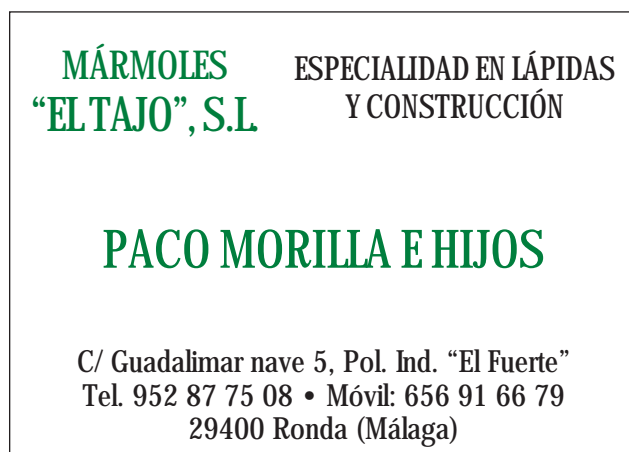 MÁRMOLES
“EL TAJO”, S.L.
ESPECIALIDAD EN LÁPIDAS
Y CONSTRUCCIÓN
PACO MORILLA E HIJOS
C/ Guadalimar nave 5, Pol. Ind. “El Fuerte”
Tel. 952 87 75 08 • Móvil: 656 91 66 79
29400 Ronda (Málaga)